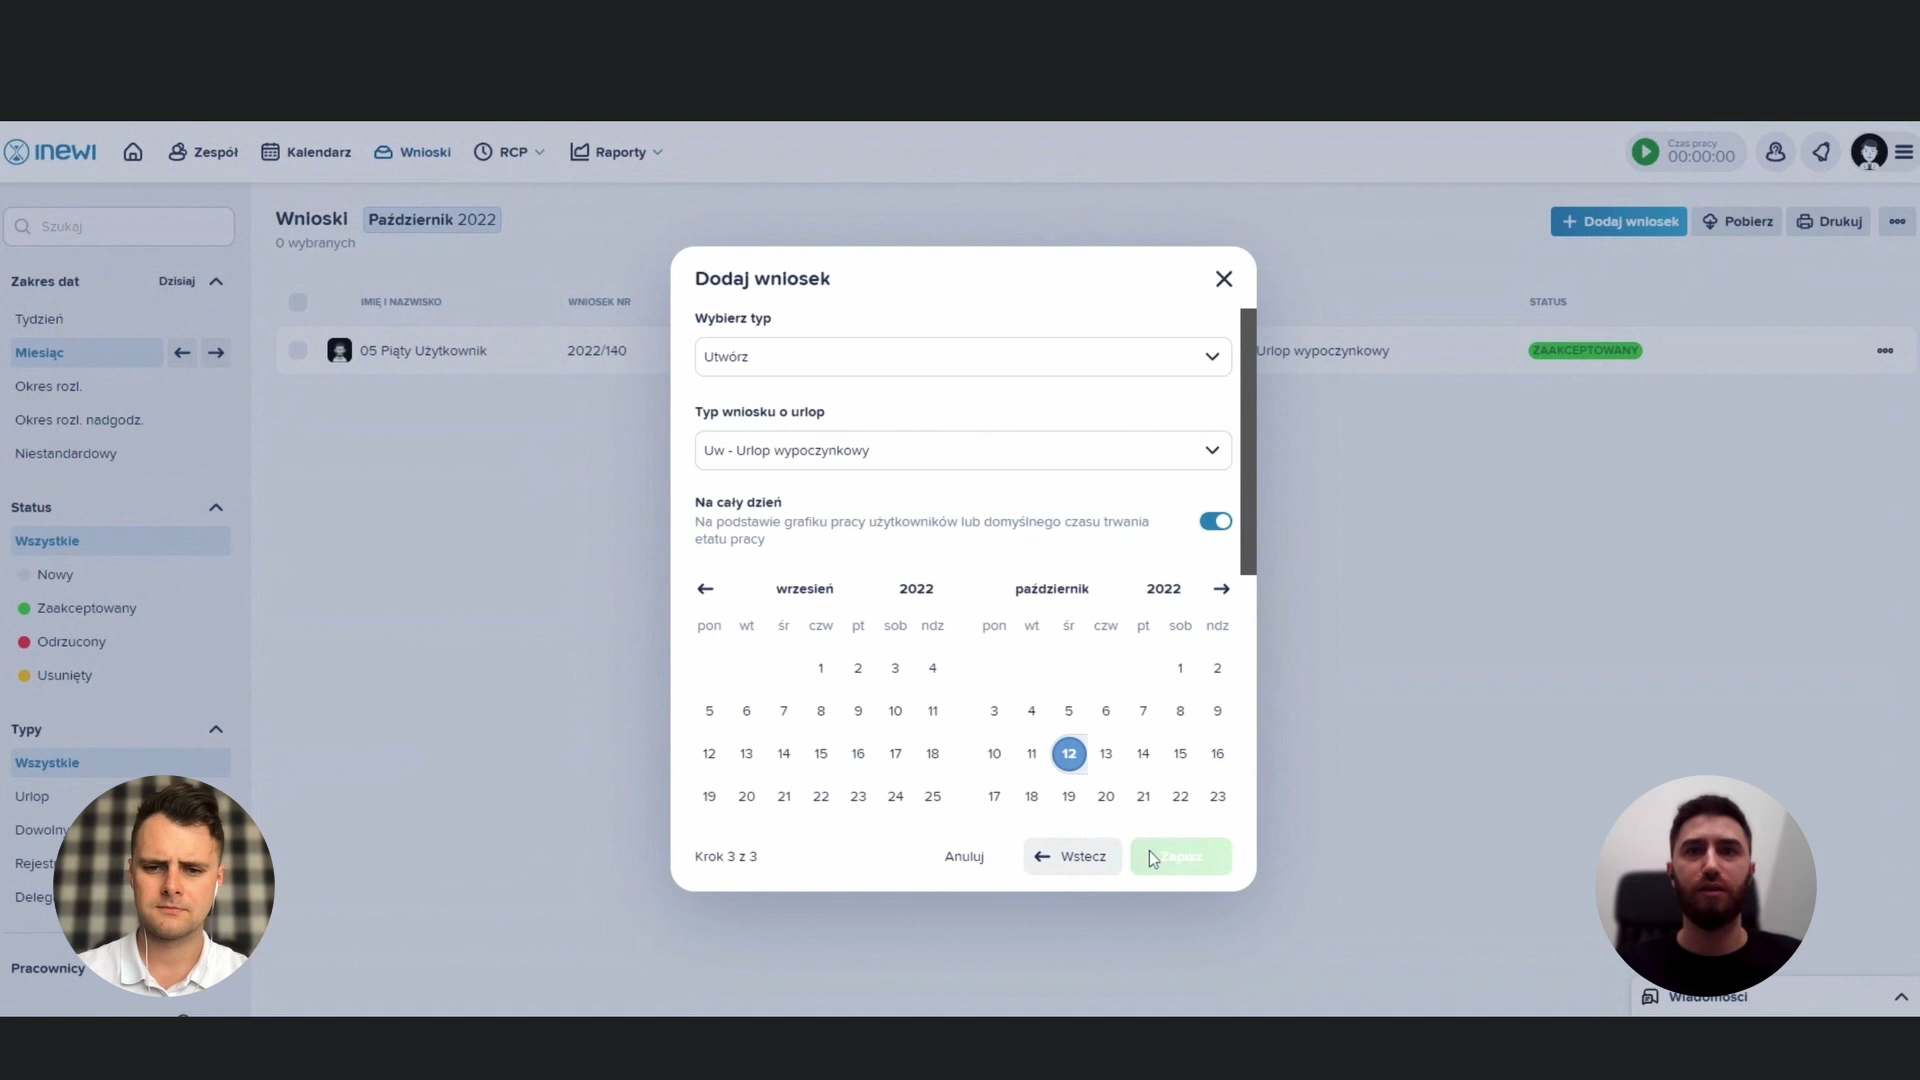 inewi
Zespół
Kalendarz
Wnioski
RCP
Raporty
Czas pracy
00:00:00
Szukaj
Wnioski
Październik 2022
0 wybranych
Dodaj wniosek
Pobierz
Drukuj
Zakres dat
Dzisiaj
Tydzień
Miesiąc
Okres rozl.
Okres rozl. nadgodz.
Niestandardowy
Status
Wszystkie
Nowy
Zaakceptowany
Odrzucony
Usunięty
Typy
Wszystkie
Urlop
Dowoln
Rejest
Deleg
Pracownicy
IMIĘ I NAZWISKO
WNIOSEK NR
STATUS
05 Piąty Użytkownik
2022/140
Urlop wypoczynkowy
ZAAKCEPTOWANY
Dodaj wniosek
Wybierz typ
Utwórz
Typ wniosku o urlop
Uw - Urlop wypoczynkowy
Na cały dzień
Na podstawie grafiku pracy użytkowników lub domyślnego czasu trwania
etatu pracy
wrzesień 2022
październik 2022
pon wt śr czw pt sob ndz
pon wt śr czw pt sob ndz
1 2 3 4
1 2
5 6 7 8 9 10 11
3 4 5 6 7 8 9
12 13 14 15 16 17 18
10 11 12 13 14 15 16
19 20 21 22 23 24 25
17 18 19 20 21 22 23
Krok 3 z 3
Anuluj
Wstecz
Zapisz
Wiadomości